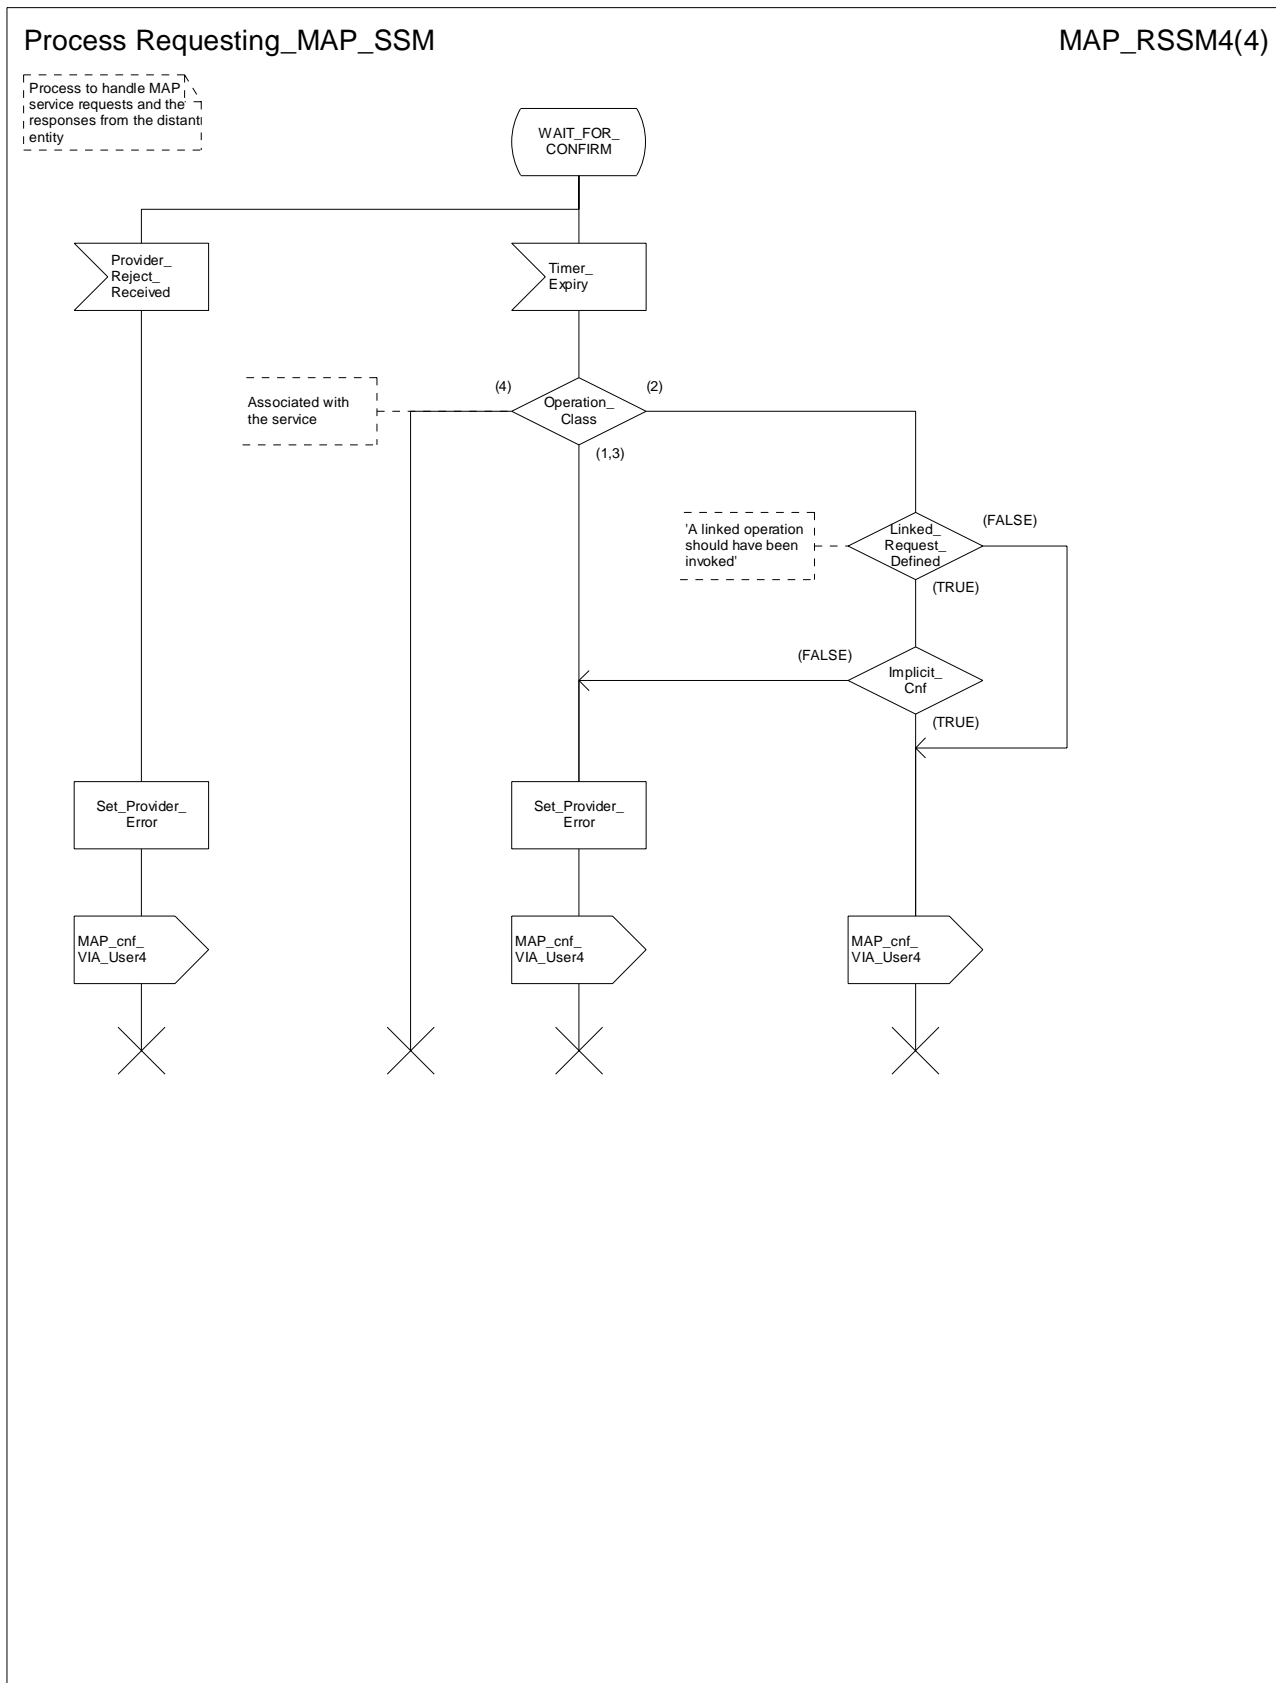 Process Requesting_MAP_SSM
MAP_RSSM4(4)
Process to handle MAP
service requests and the
responses from the distant
entity
WAIT_FOR_
CONFIRM
Provider_
Reject_
Received
Timer_
Expiry
Associated with
the service
(4)
Operation_
Class
(2)
(1,3)
'A linked operation
should have been
invoked'
Linked_
Request_
Defined
(FALSE)
(TRUE)
(FALSE)
Implicit_
Cnf
(TRUE)
Set_Provider_
Error
Set_Provider_
Error
MAP_cnf_
VIA_User4
MAP_cnf_
VIA_User4
MAP_cnf_
VIA_User4